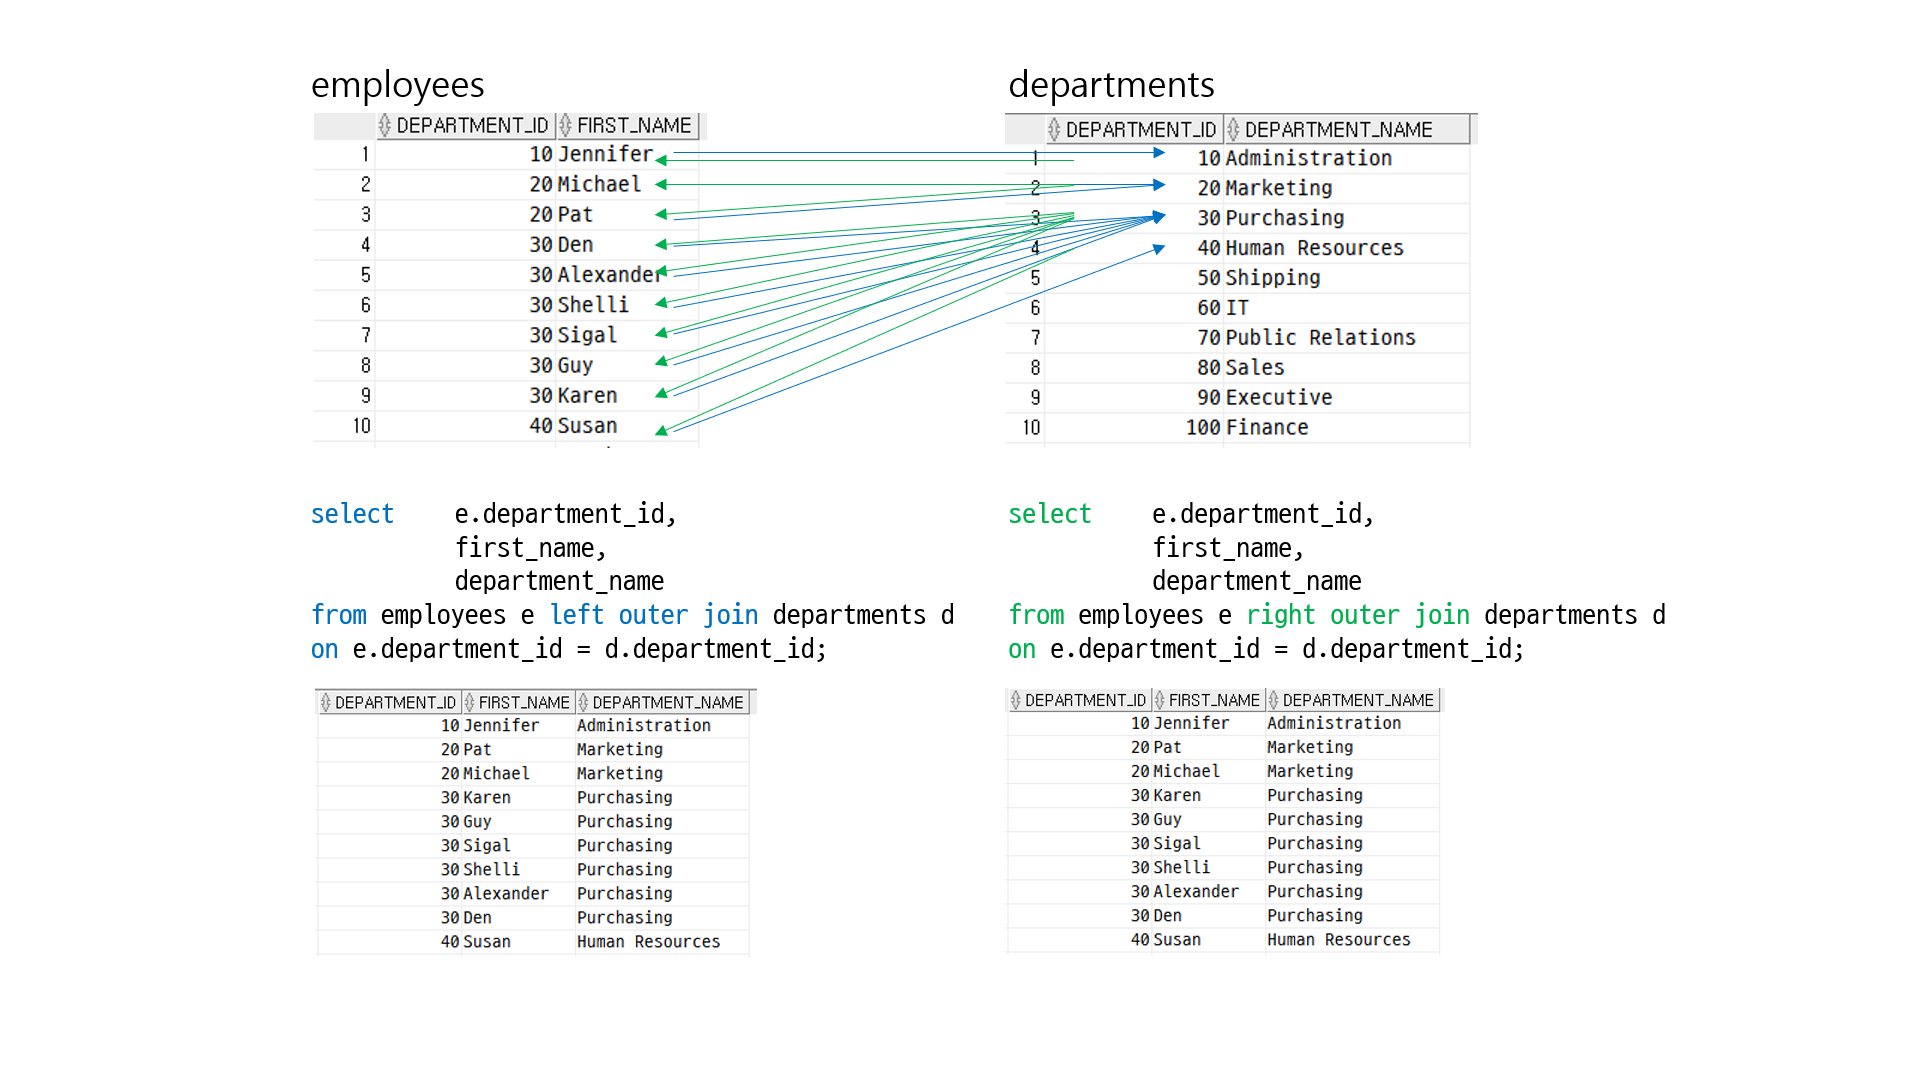 employees
DEPARTMENT_ID FIRST_NAME
1 10 Jennifer
2 20 Michael
3 20 Pat
4 30 Den
5 30 Alexander
6 30 Shelli
7 30 Sigal
8 30 Guy
9 30 Karen
10 40 Susan
departments
DEPARTMENT_ID DEPARTMENT_NAME
1 10 Administration
2 20 Marketing
3 30 Purchasing
4 40 Human Resources
5 50 Shipping
6 60 IT
7 70 Public Relations
8 80 Sales
9 90 Executive
10 100 Finance
select e.department_id,
first_name,
department_name
from employees e left outer join departments d
on e.department_id = d.department_id;
DEPARTMENT_ID FIRST_NAME DEPARTMENT_NAME
10 Jennifer Administration
20 Pat Marketing
20 Michael Marketing
30 Karen Purchasing
30 Guy Purchasing
30 Sigal Purchasing
30 Shelli Purchasing
30 Alexander Purchasing
30 Den Purchasing
40 Susan Human Resources
select e.department_id,
first_name,
department_name
from employees e right outer join departments d
on e.department_id = d.department_id;
DEPARTMENT_ID FIRST_NAME DEPARTMENT_NAME
10 Jennifer Administration
20 Pat Marketing
20 Michael Marketing
30 Karen Purchasing
30 Guy Purchasing
30 Sigal Purchasing
30 Shelli Purchasing
30 Alexander Purchasing
30 Den Purchasing
40 Susan Human Resources